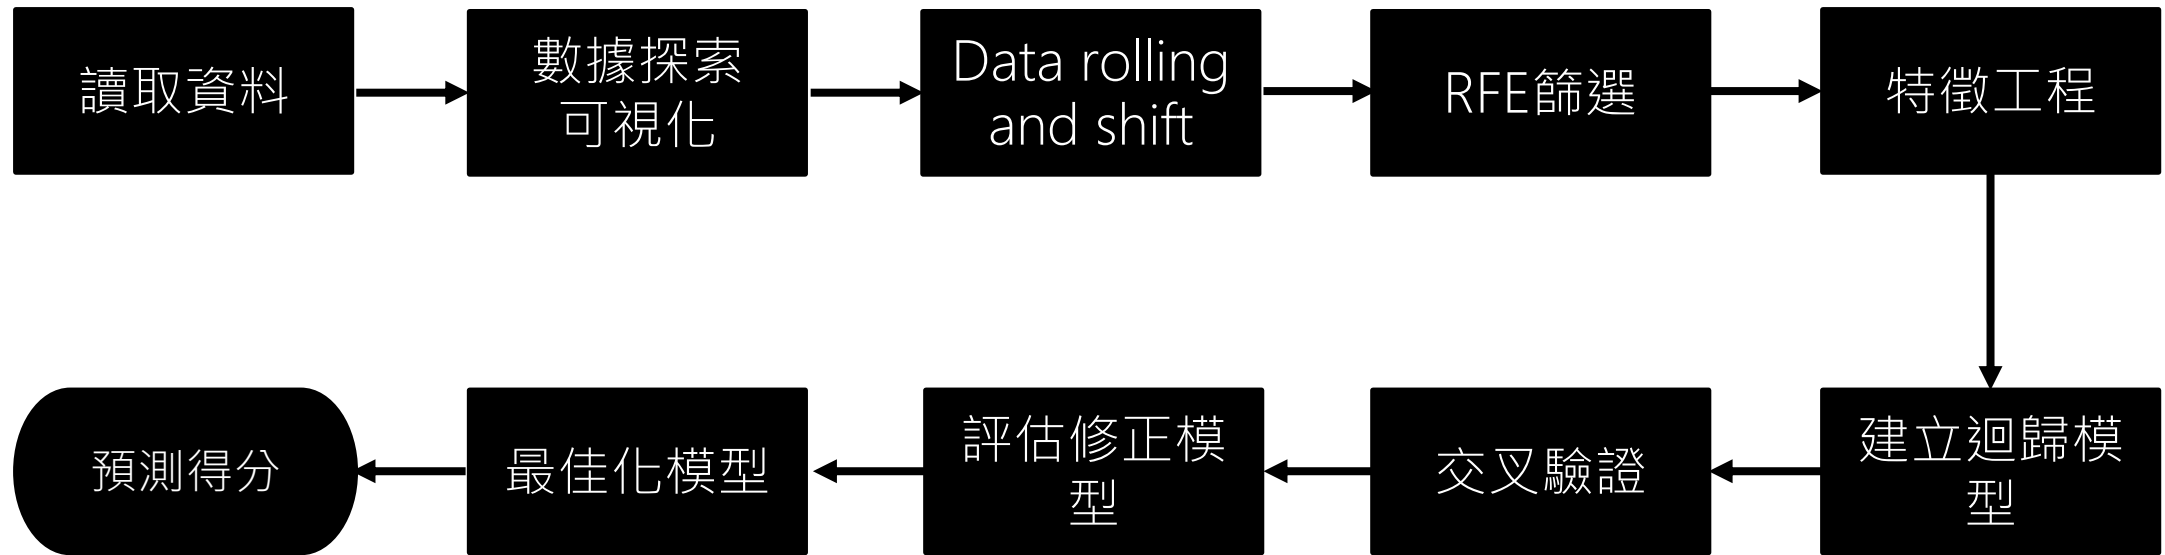 讀取資料
數據探索
可視化
Data rolling
and shift
RFE篩選
特徵工程
建立迴歸模
型
交叉驗證
評估修正模
型
最佳化模型
預測得分